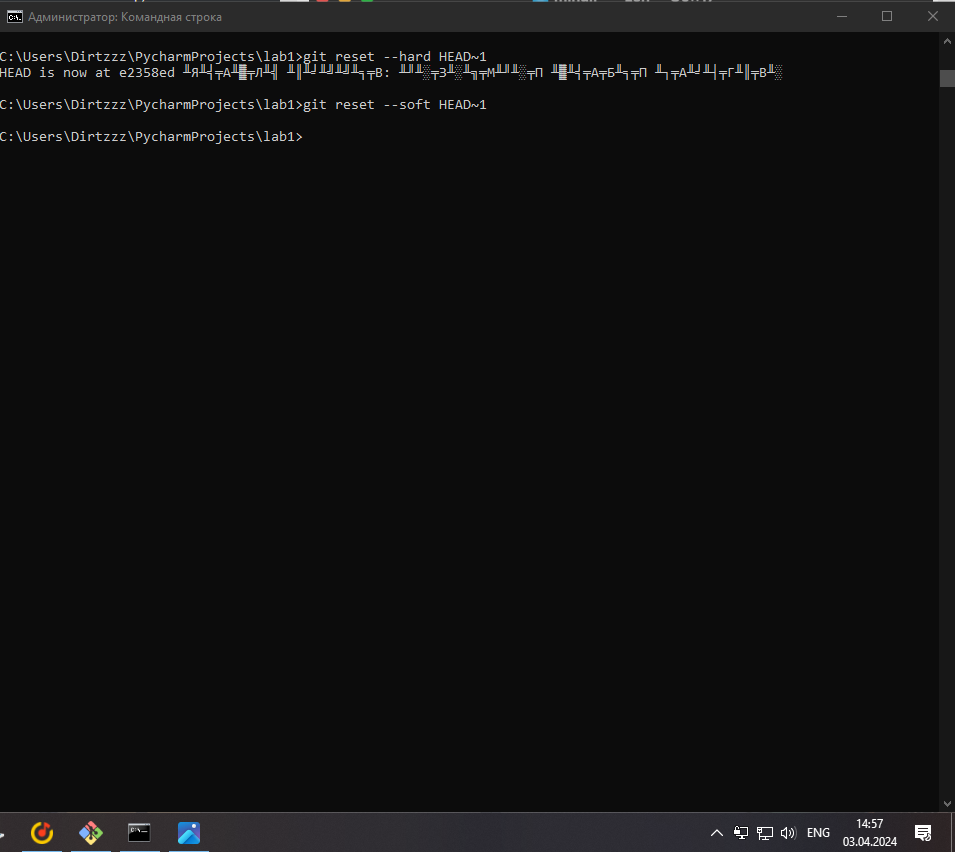 Администратор: Командная строка
C:\Users\Dirtzzz\PycharmProjects\lab1>git reset --hard HEAD~1
HEAD is now at e2358ed ╨Я╨╡╤А╨▓╤Л╨╣ ╨║╨╛╨╝╨╝╨╕╤В: ╨╜╨░╤З╨░╨╗╤М╨╜╨░╤П ╨▓╨╡╤А╤Б╨╕╤П ╨┐╤А╨╛╨┤╤Г╨║╤В╨░
C:\Users\Dirtzzz\PycharmProjects\lab1>git reset --soft HEAD~1
C:\Users\Dirtzzz\PycharmProjects\lab1>
ENG
14:57
03.04.2024